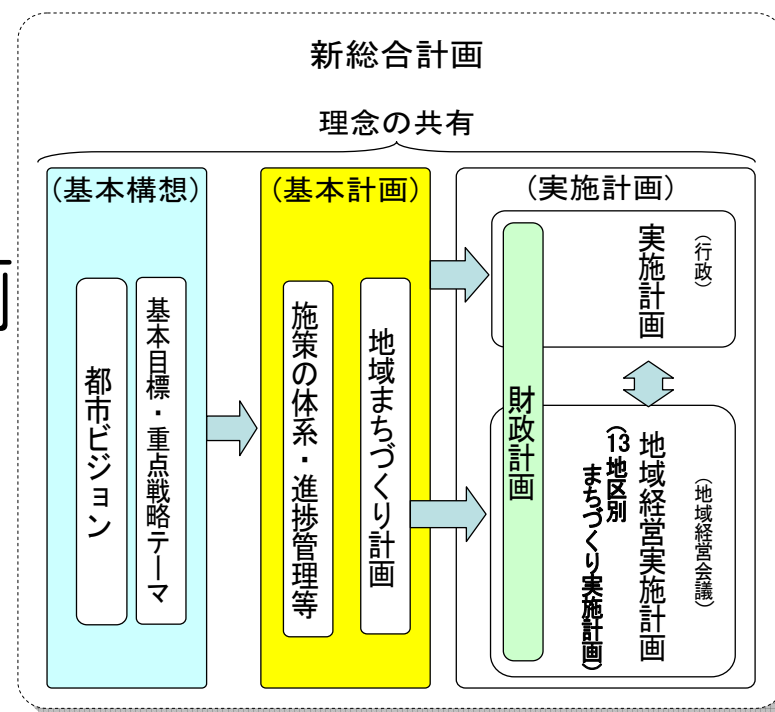 新総合計画
理念の共有
（基本構想）
都市ビジョン
基本目標・重点戦略テーマ
（基本計画）
施策の体系・進捗管理等
地域まちづくり計画
（実施計画）
財政計画
（行政）
実施計画
（地域経営会議）
地域経営実施計画
（13地区別
まちづくり実施計画）